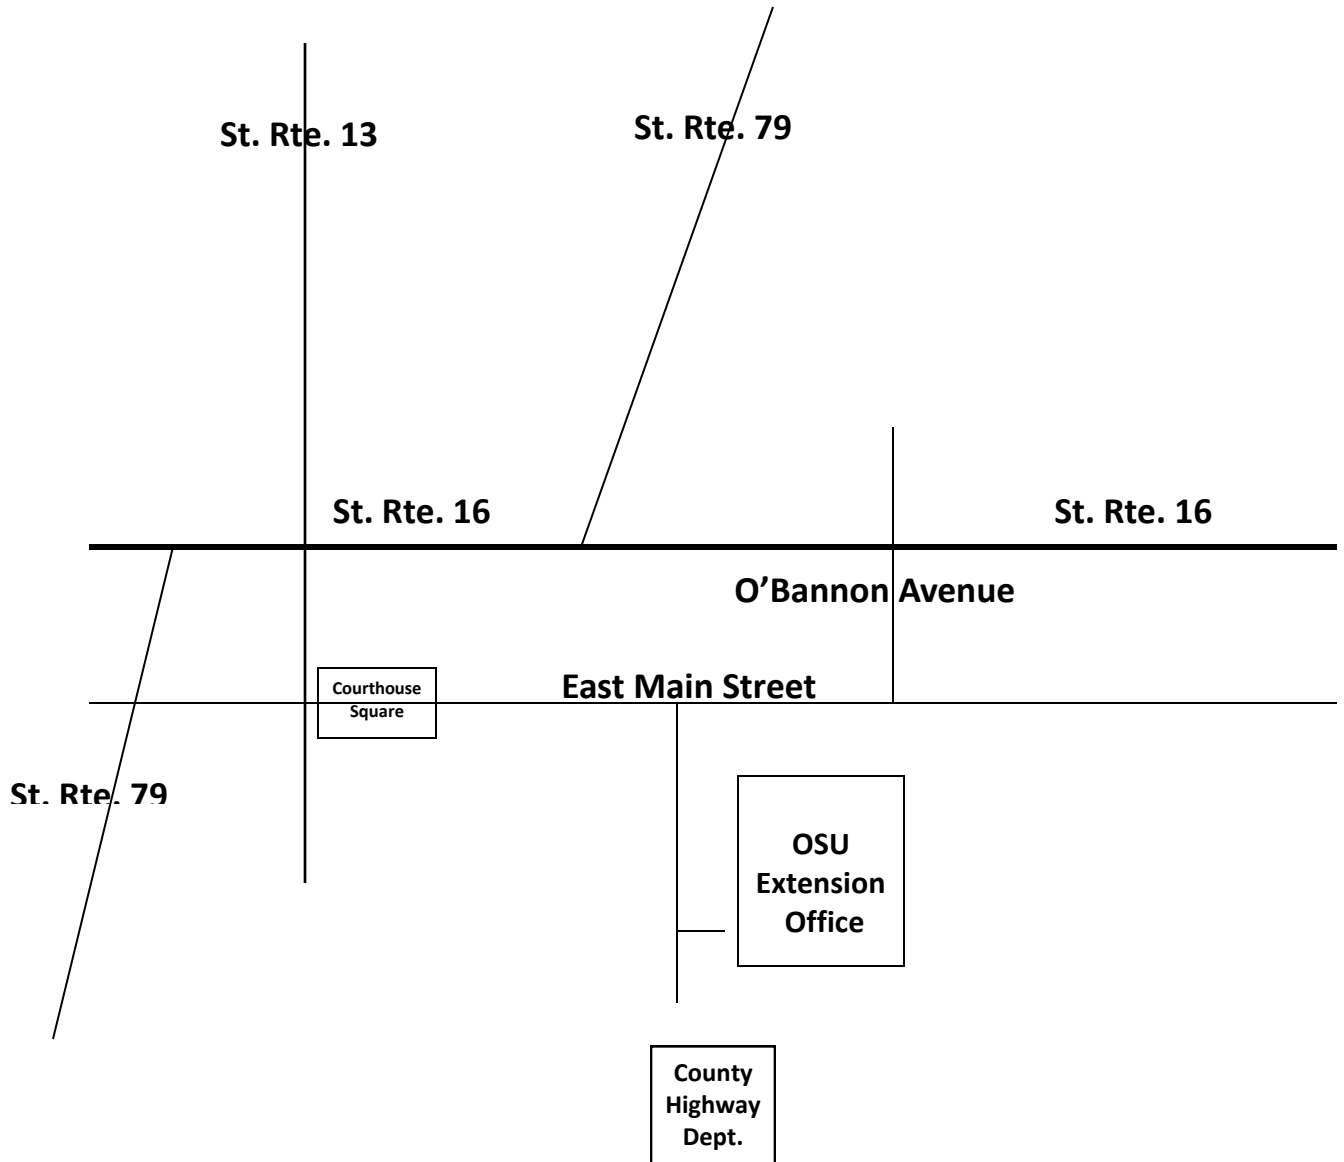 St. Rte. 13
St. Rte. 79
St. Rte. 16
St. Rte. 16
O’Bannon Avenue
East Main Street
Courthouse
Square
St. Rte. 79
OSU
Extension
Office
County
Highway
Dept.